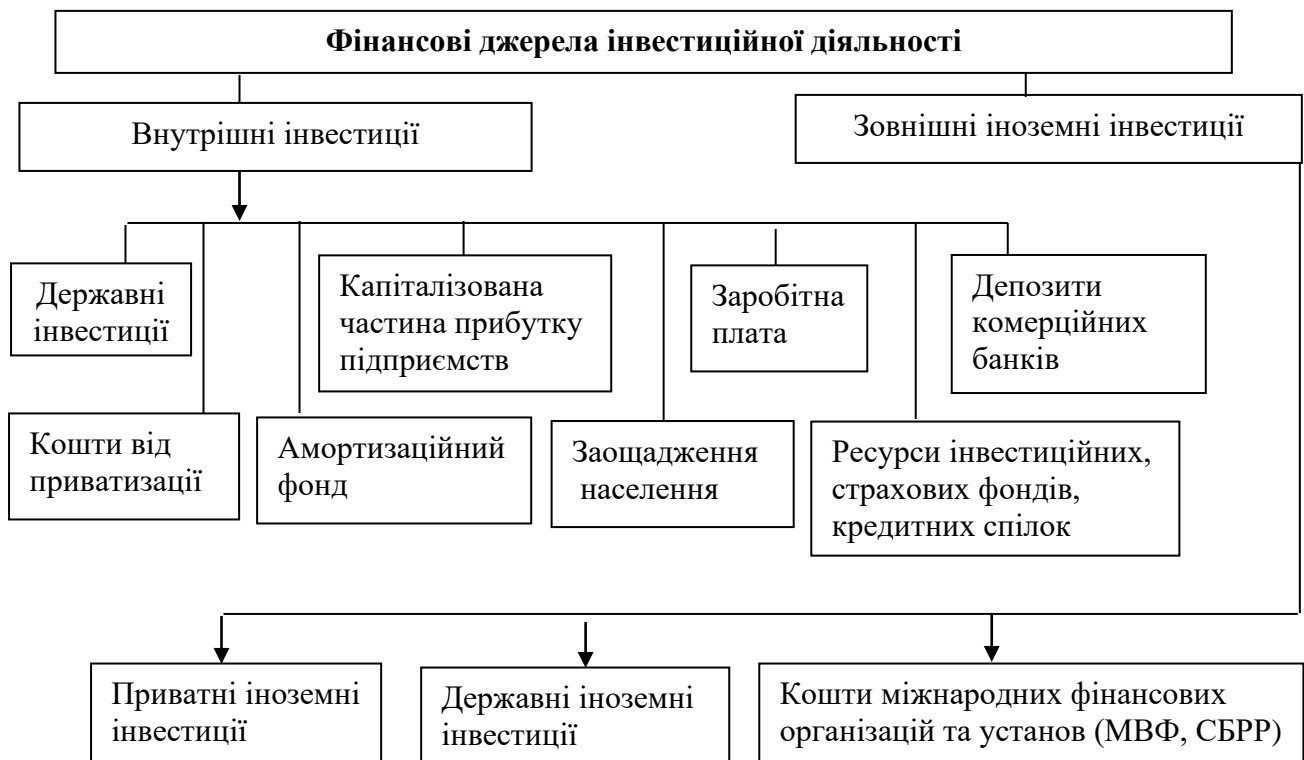 Фінансові джерела інвестиційної діяльності
Внутрішні інвестиції
Зовнішні іноземні інвестиції
Державні
інвестиції
Капіталізована
частина прибутку
підприємств
Заробітна
плата
Депозити
комерційних
банків
Кошти від
приватизації
Амортизаційний
фонд
Заощадження
населення
Ресурси інвестиційних,
страхових фондів,
кредитних спілок
Приватні іноземні
інвестиції
Державні іноземні
інвестиції
Кошти міжнародних фінансових
організацій та установ (МВФ, СБРР)